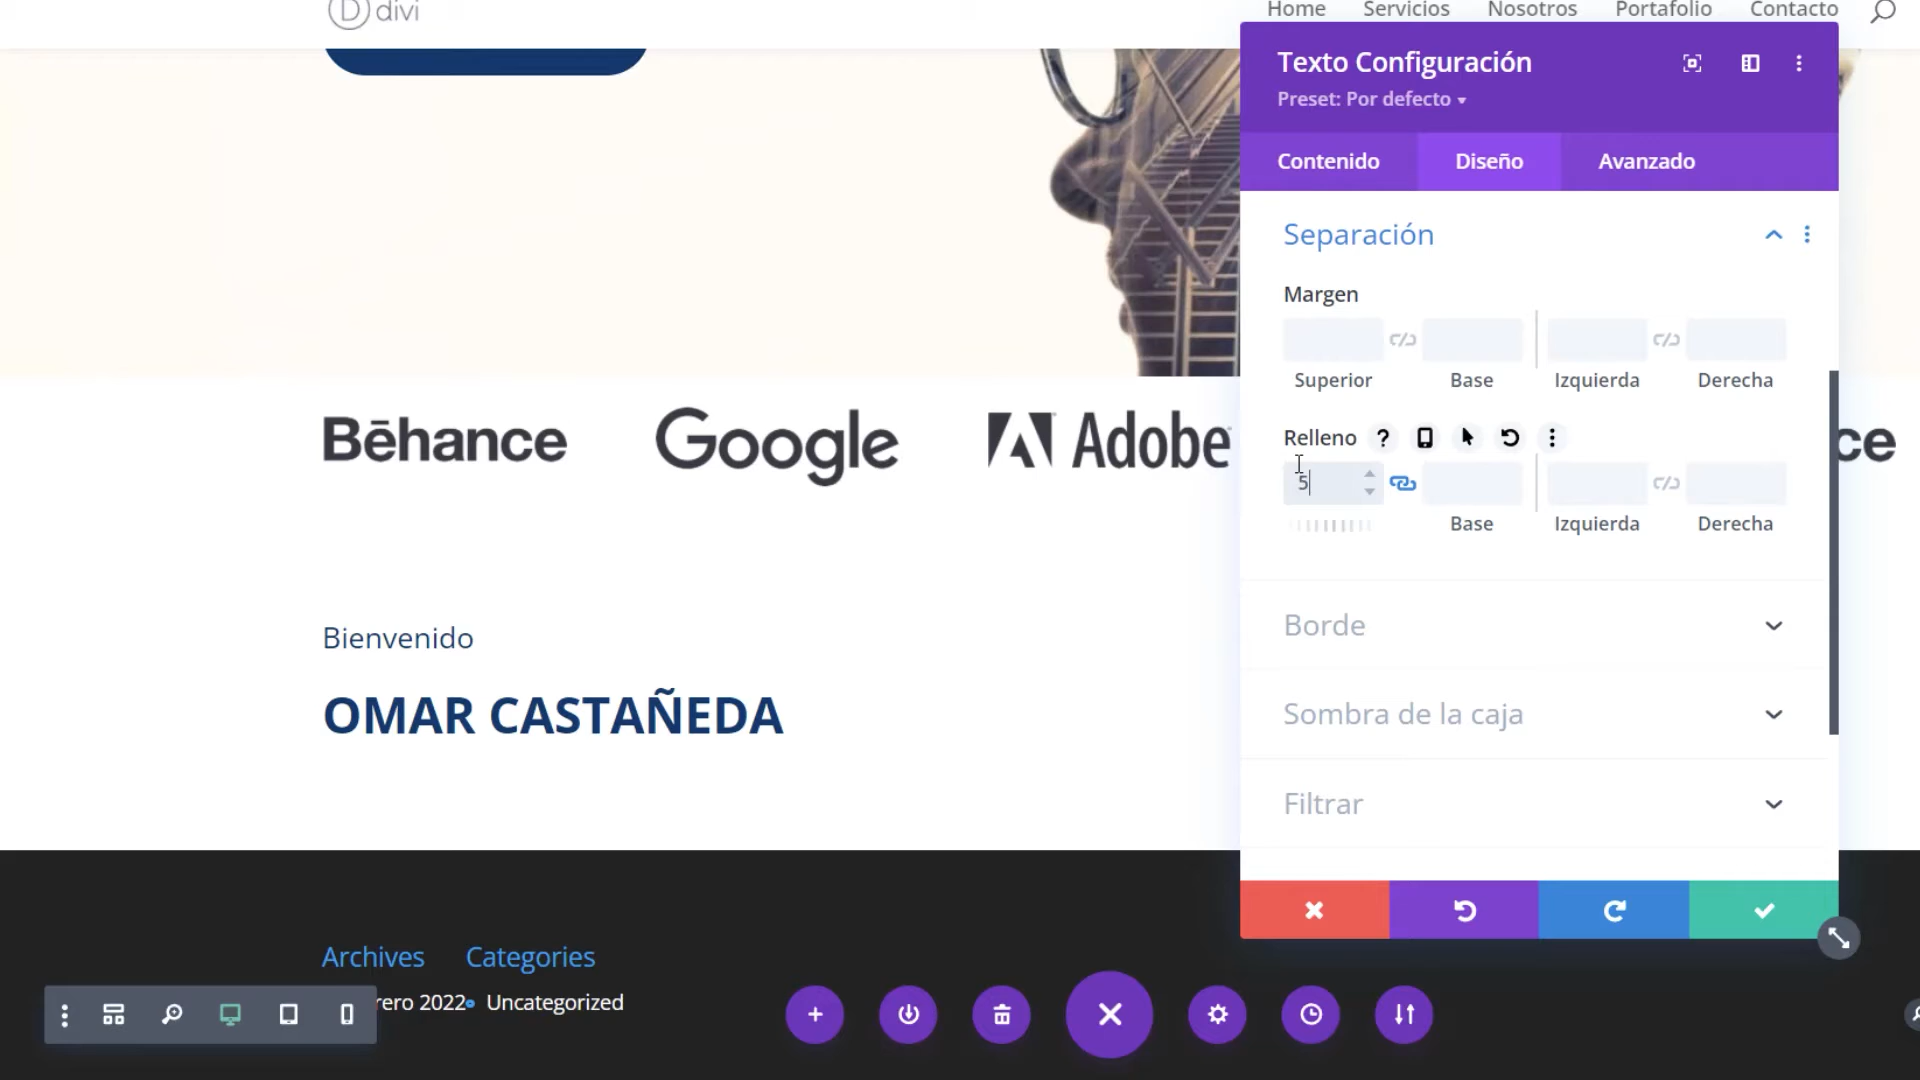 D divi
Home Servicios Nosotros Portafolio Contacto
Texto Configuración
Preset: Por defecto
Contenido Diseño Avanzado
Separación
Margen
Superior Base Izquierda Derecha
Relleno ?
5
Base Izquierda Derecha
Borde
Sombra de la caja
Filtrar
Bēhance Google Adobe ce
Bienvenido
OMAR CASTAÑEDA
Archives Categories
rero 2022 Uncategorized